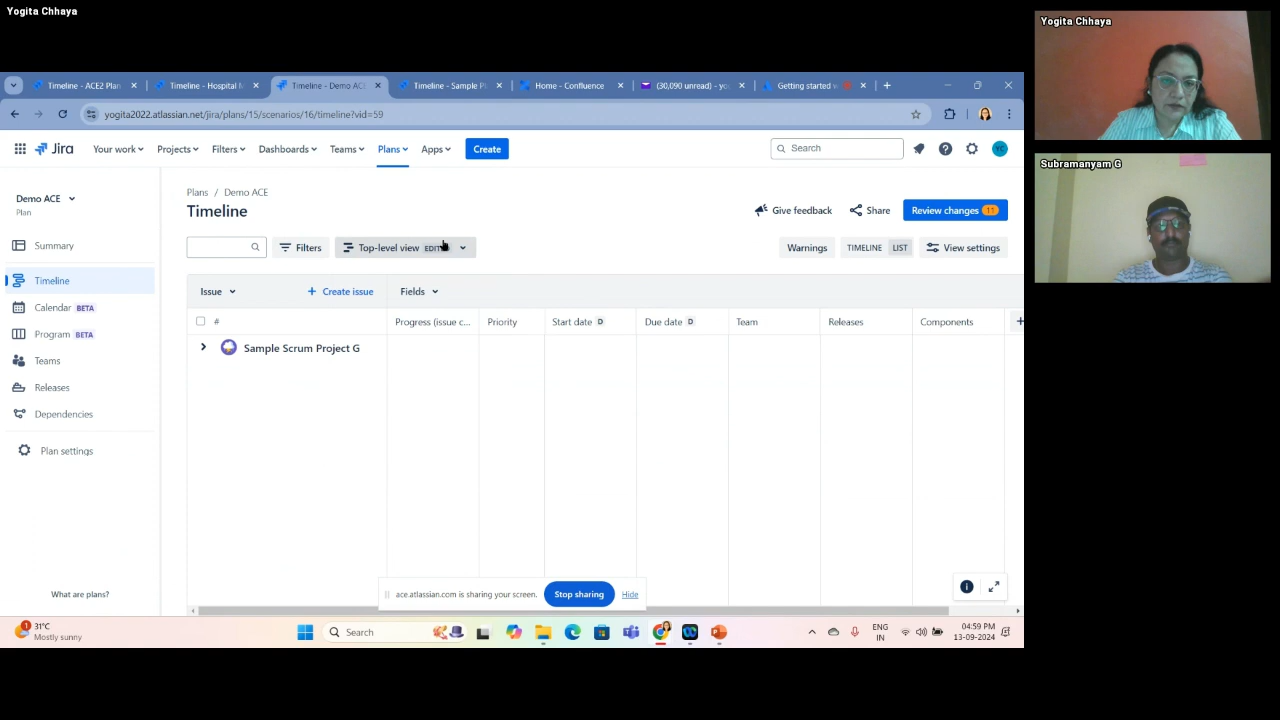 Yogita Chhaya
Yogita Chhaya
Subramanyam G
Timeline - ACE2 Plan
Timeline - Hospital M
Timeline - Demo ACE
Timeline - Sample Pl
Home - Confluence
(30,090 unread) - yo
Getting started w
yogita2022.atlassian.net/jira/plans/15/scenarios/16/timeline?vid=59
Jira
Your work
Projects
Filters
Dashboards
Teams
Plans
Apps
Create
Search
YC
Demo ACE
Plan
Plans / Demo ACE
Timeline
Give feedback
Share
Review changes 11
Summary
Timeline
Calendar BETA
Program BETA
Teams
Releases
Dependencies
Plan settings
What are plans?
Filters
Top-level view
Warnings
TIMELINE
LIST
View settings
Issue
+ Create issue
Fields
#
Progress (issue c...
Priority
Start date D
Due date D
Team
Releases
Components
Sample Scrum Project G
ace.atlassian.com is sharing your screen.
Stop sharing
Hide
1
31°C
Mostly sunny
Search
ENG
IN
04:59 PM
13-09-2024